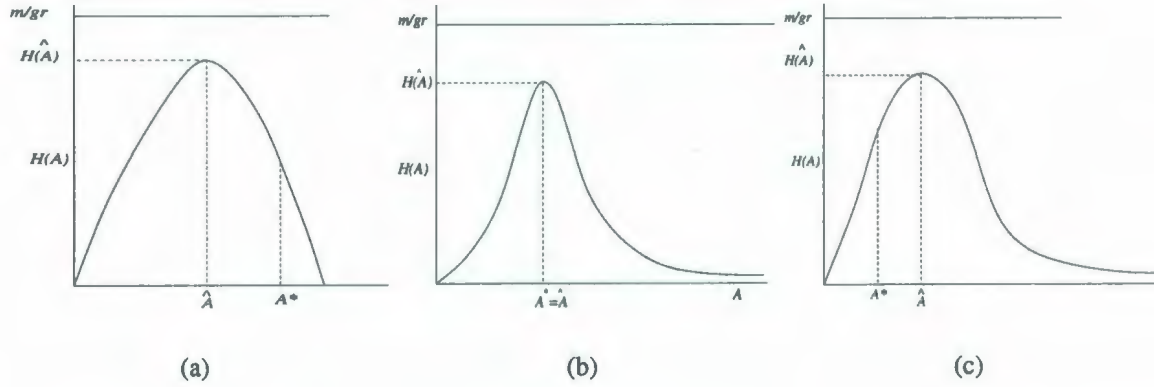 m/gr
H(Â)
H(A)
Â
A*
(a)
m/gr
H(Â)
H(A)
A*=Â
A
(b)
m/gr
H(Â)
H(A)
A*
Â
(c)